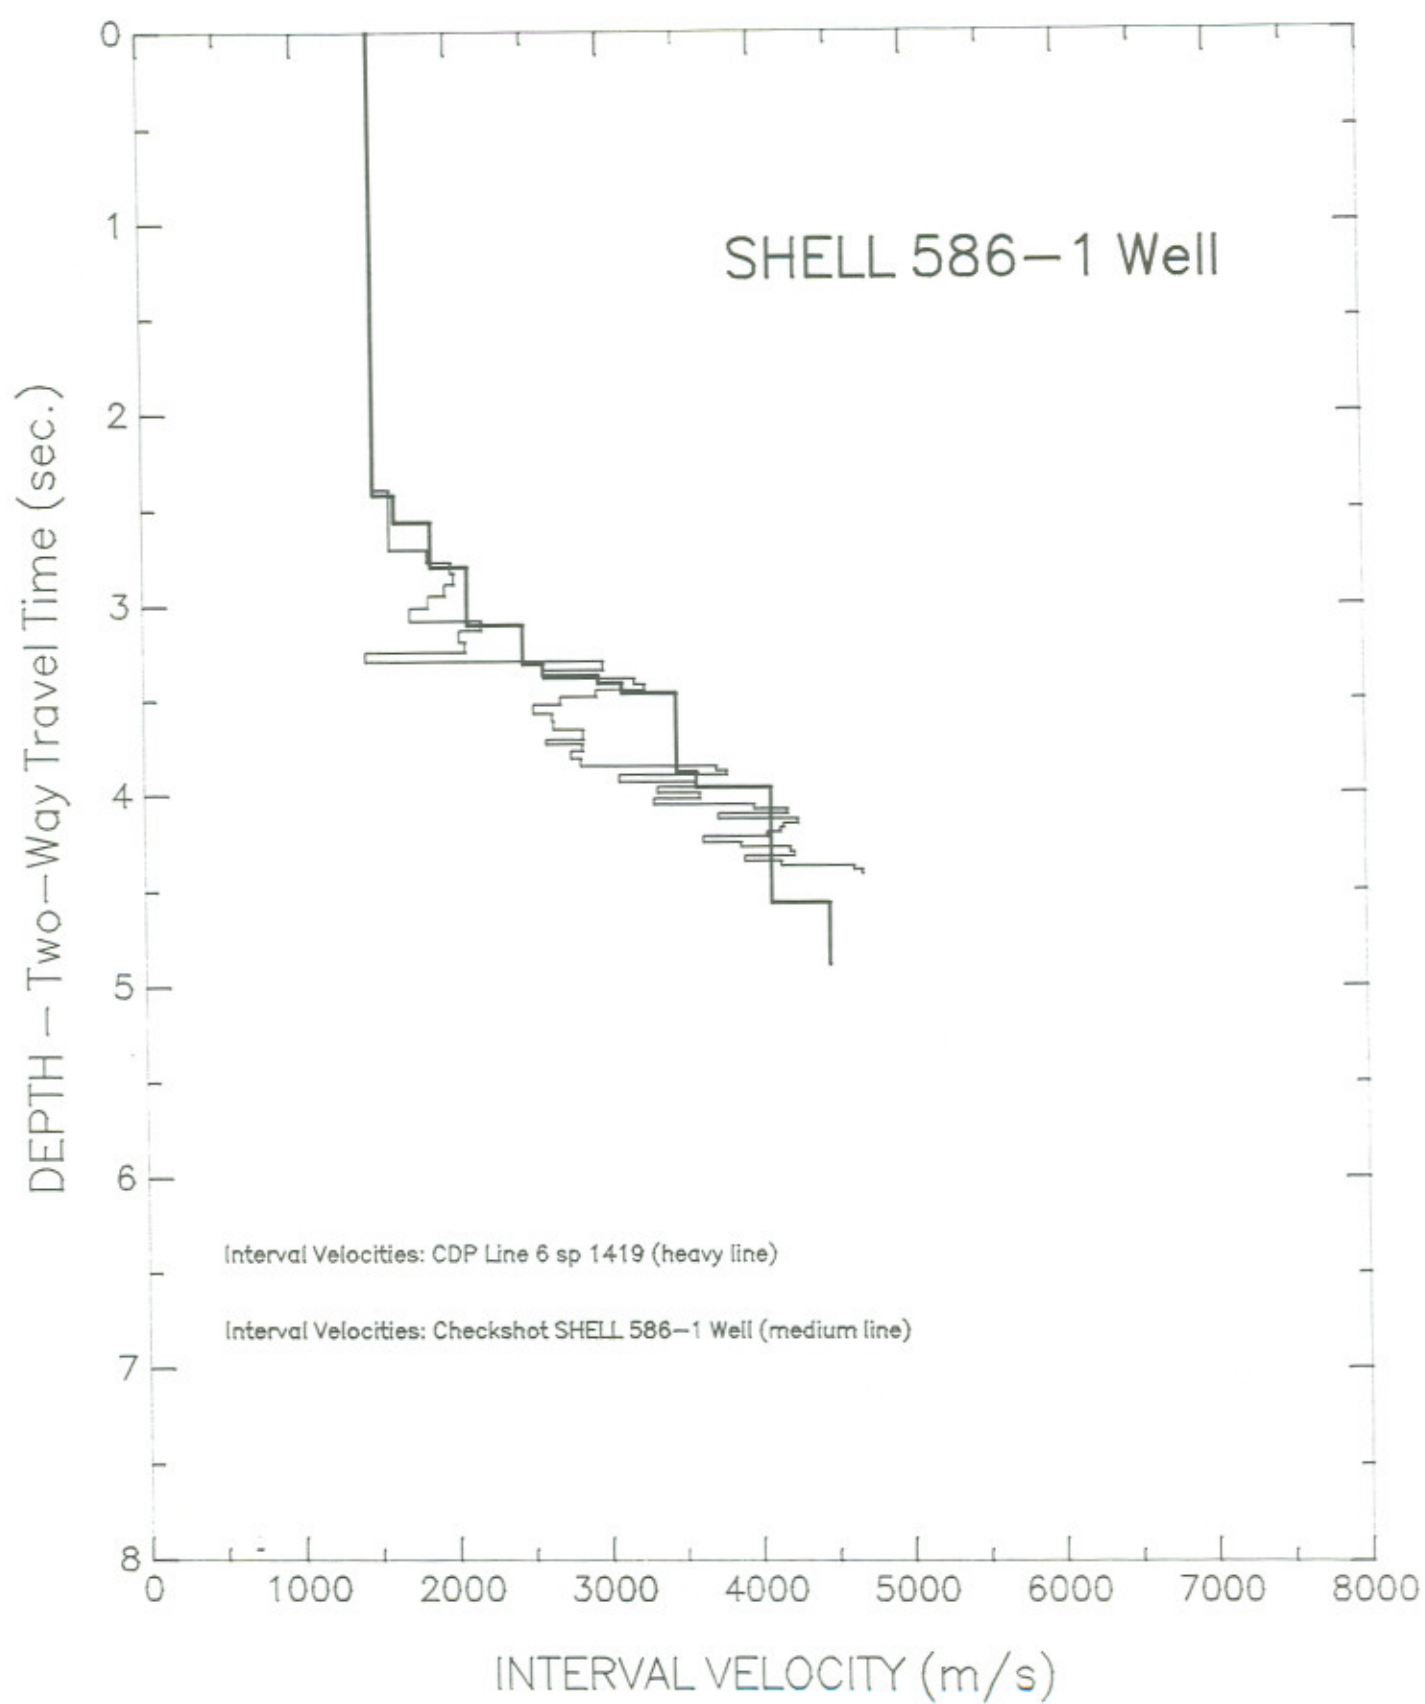 SHELL 586-1 Well
DEPTH - Two-Way Travel Time (sec.)
0
1
2
3
4
5
6
7
8
Interval Velocities: CDP Line 6 sp 1419 (heavy line)
Interval Velocities: Checkshot SHELL 586-1 Well (medium line)
0 1000 2000 3000 4000 5000 6000 7000 8000
INTERVAL VELOCITY (m/s)